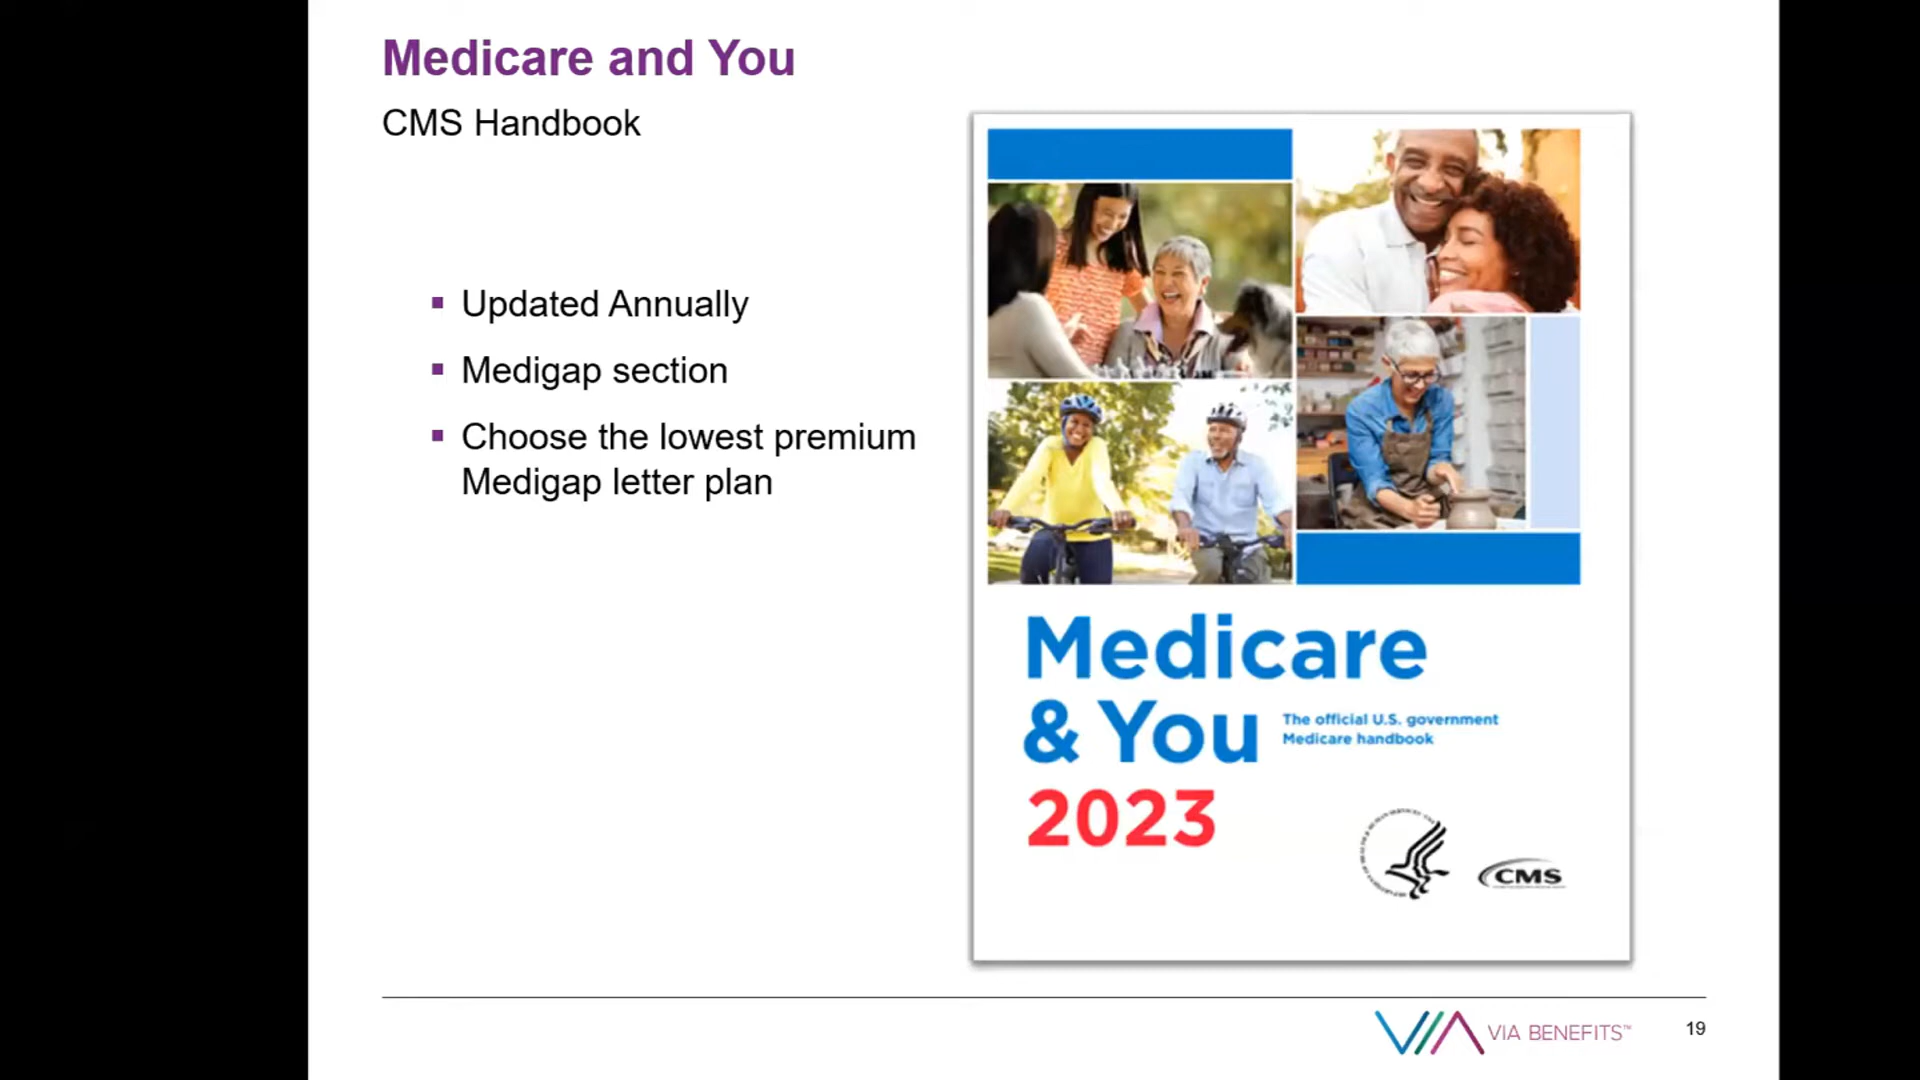 Medicare and You
CMS Handbook
▪ Updated Annually
▪ Medigap section
▪ Choose the lowest premium
Medigap letter plan
Medicare
& You
The official U.S. government
Medicare handbook
2023
CMS
VIA BENEFITS™
19